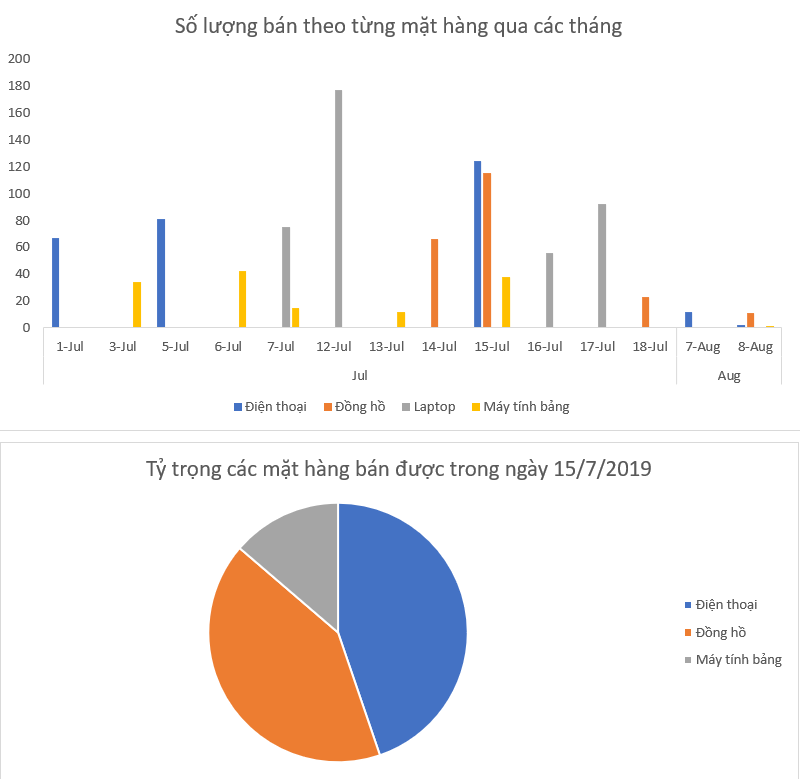 Số lượng bán theo từng mặt hàng qua các tháng
200
180
160
140
120
100
80
60
40
20
0
1-Jul 3-Jul 5-Jul 6-Jul 7-Jul 12-Jul 13-Jul 14-Jul 15-Jul 16-Jul 17-Jul 18-Jul 7-Aug 8-Aug
Jul Aug
Điện thoại Đồng hồ Laptop Máy tính bảng
Tỷ trọng các mặt hàng bán được trong ngày 15/7/2019
Điện thoại
Đồng hồ
Máy tính bảng